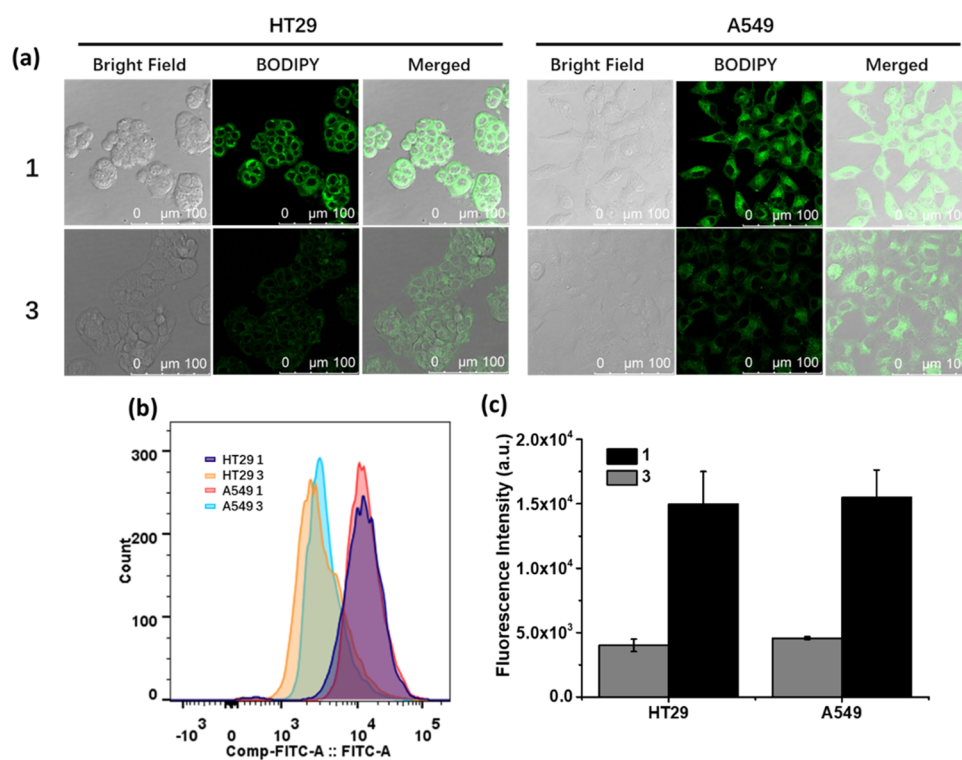 HT29 A549
(a)
Bright Field BODIPY Merged Bright Field BODIPY Merged
1
0 μm 100 0 μm 100 0 μm 100 0 μm 100 0 μm 100 0 μm 100
3
0 μm 100 0 μm 100 0 μm 100 0 μm 100 0 μm 100 0 μm 100
(b)
300
200
100
0
Count
HT29 1
HT29 3
A549 1
A549 3
-10³ 0 10³ 10⁴ 10⁵
Comp-FITC-A :: FITC-A
(c)
Fluorescence Intensity (a.u.)
2.0x10⁴
1.5x10⁴
1.0x10⁴
5.0x10³
0.0
1
3
HT29 A549